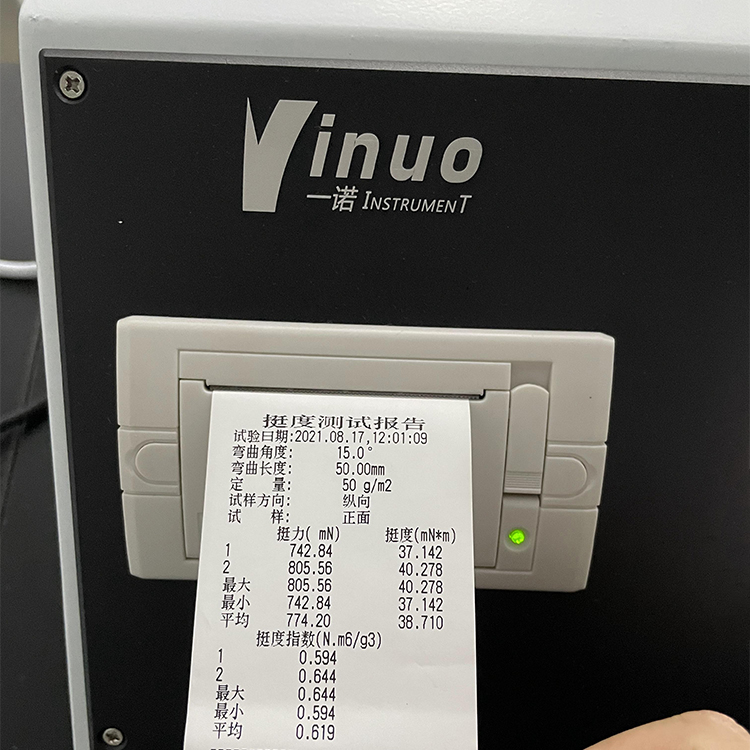 Yinuo
一诺 INSTRUMENT
挺度测试报告
试验日期:2021.08.17,12:01:09
弯曲角度: 15.0°
弯曲长度: 50.00mm
定 量: 50 g/m2
试样方向: 纵向
试 样: 正面
挺力( mN) 挺度(mN*m)
1 742.84 37.142
2 805.56 40.278
最大 805.56 40.278
最小 742.84 37.142
平均 774.20 38.710
挺度指数(N.m6/g3)
1 0.594
2 0.644
最大 0.644
最小 0.594
平均 0.619